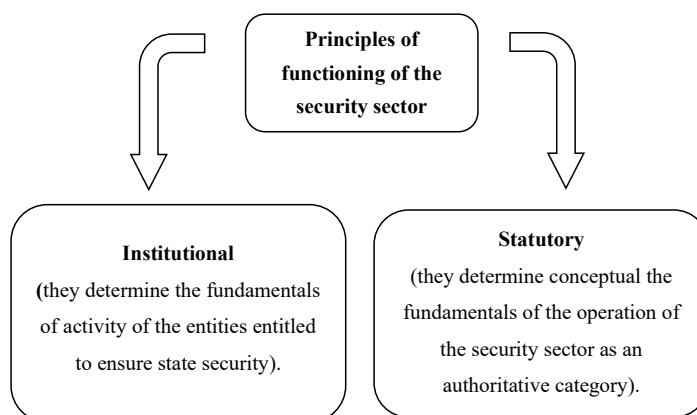 Principles of
functioning of the
security sector
Institutional
(they determine the fundamentals
of activity of the entities entitled
to ensure state security).
Statutory
(they determine conceptual the
fundamentals of the operation of
the security sector as an
authoritative category).